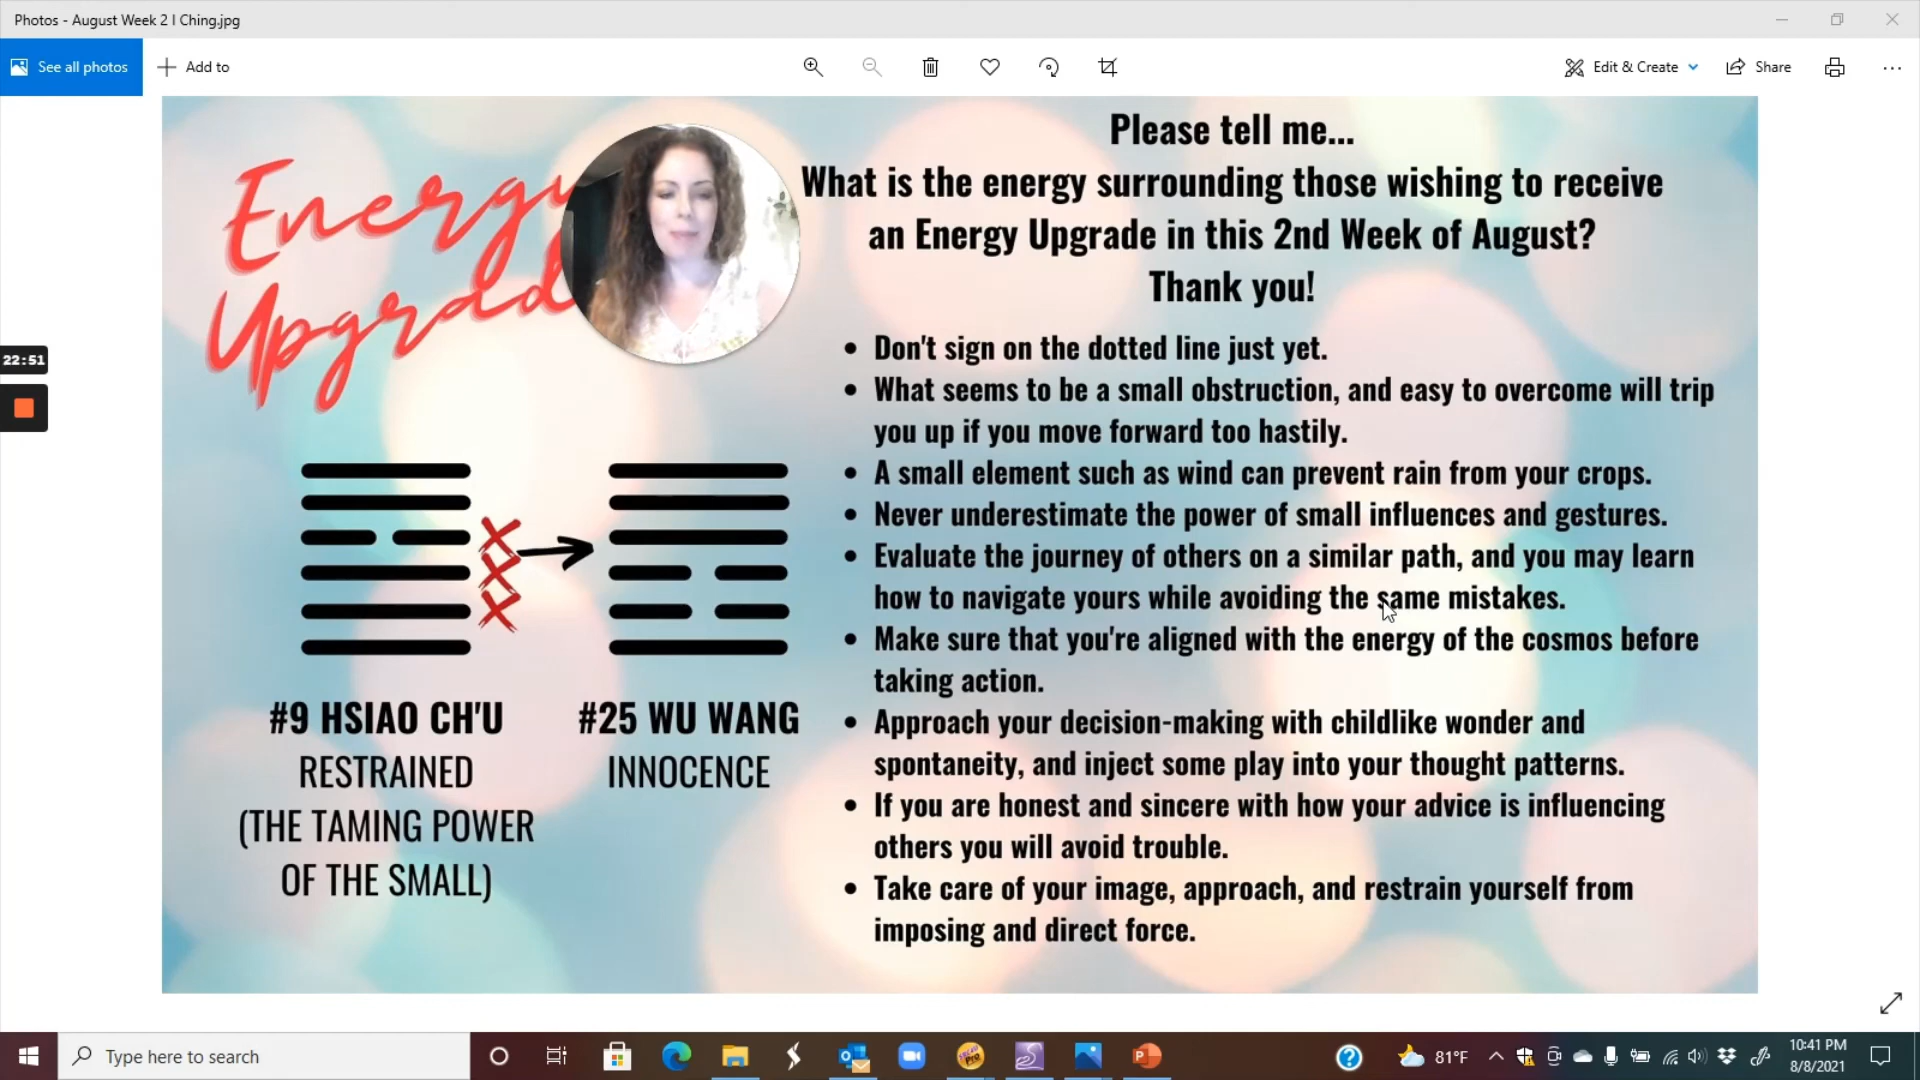 Photos - August Week 2 I Ching.jpg
See all photos
Add to
Edit & Create
Share
Energy
Upgrad
Please tell me...
What is the energy surrounding those wishing to receive
an Energy Upgrade in this 2nd Week of August?
Thank you!
22:51
• Don't sign on the dotted line just yet.
• What seems to be a small obstruction, and easy to overcome will trip
you up if you move forward too hastily.
• A small element such as wind can prevent rain from your crops.
• Never underestimate the power of small influences and gestures.
• Evaluate the journey of others on a similar path, and you may learn
how to navigate yours while avoiding the same mistakes.
• Make sure that you're aligned with the energy of the cosmos before
taking action.
• Approach your decision-making with childlike wonder and
spontaneity, and inject some play into your thought patterns.
• If you are honest and sincere with how your advice is influencing
others you will avoid trouble.
• Take care of your image, approach, and restrain yourself from
imposing and direct force.
#9 HSIAO CH'U
RESTRAINED
(THE TAMING POWER
OF THE SMALL)
#25 WU WANG
INNOCENCE
Type here to search
81°F
10:41 PM
8/8/2021